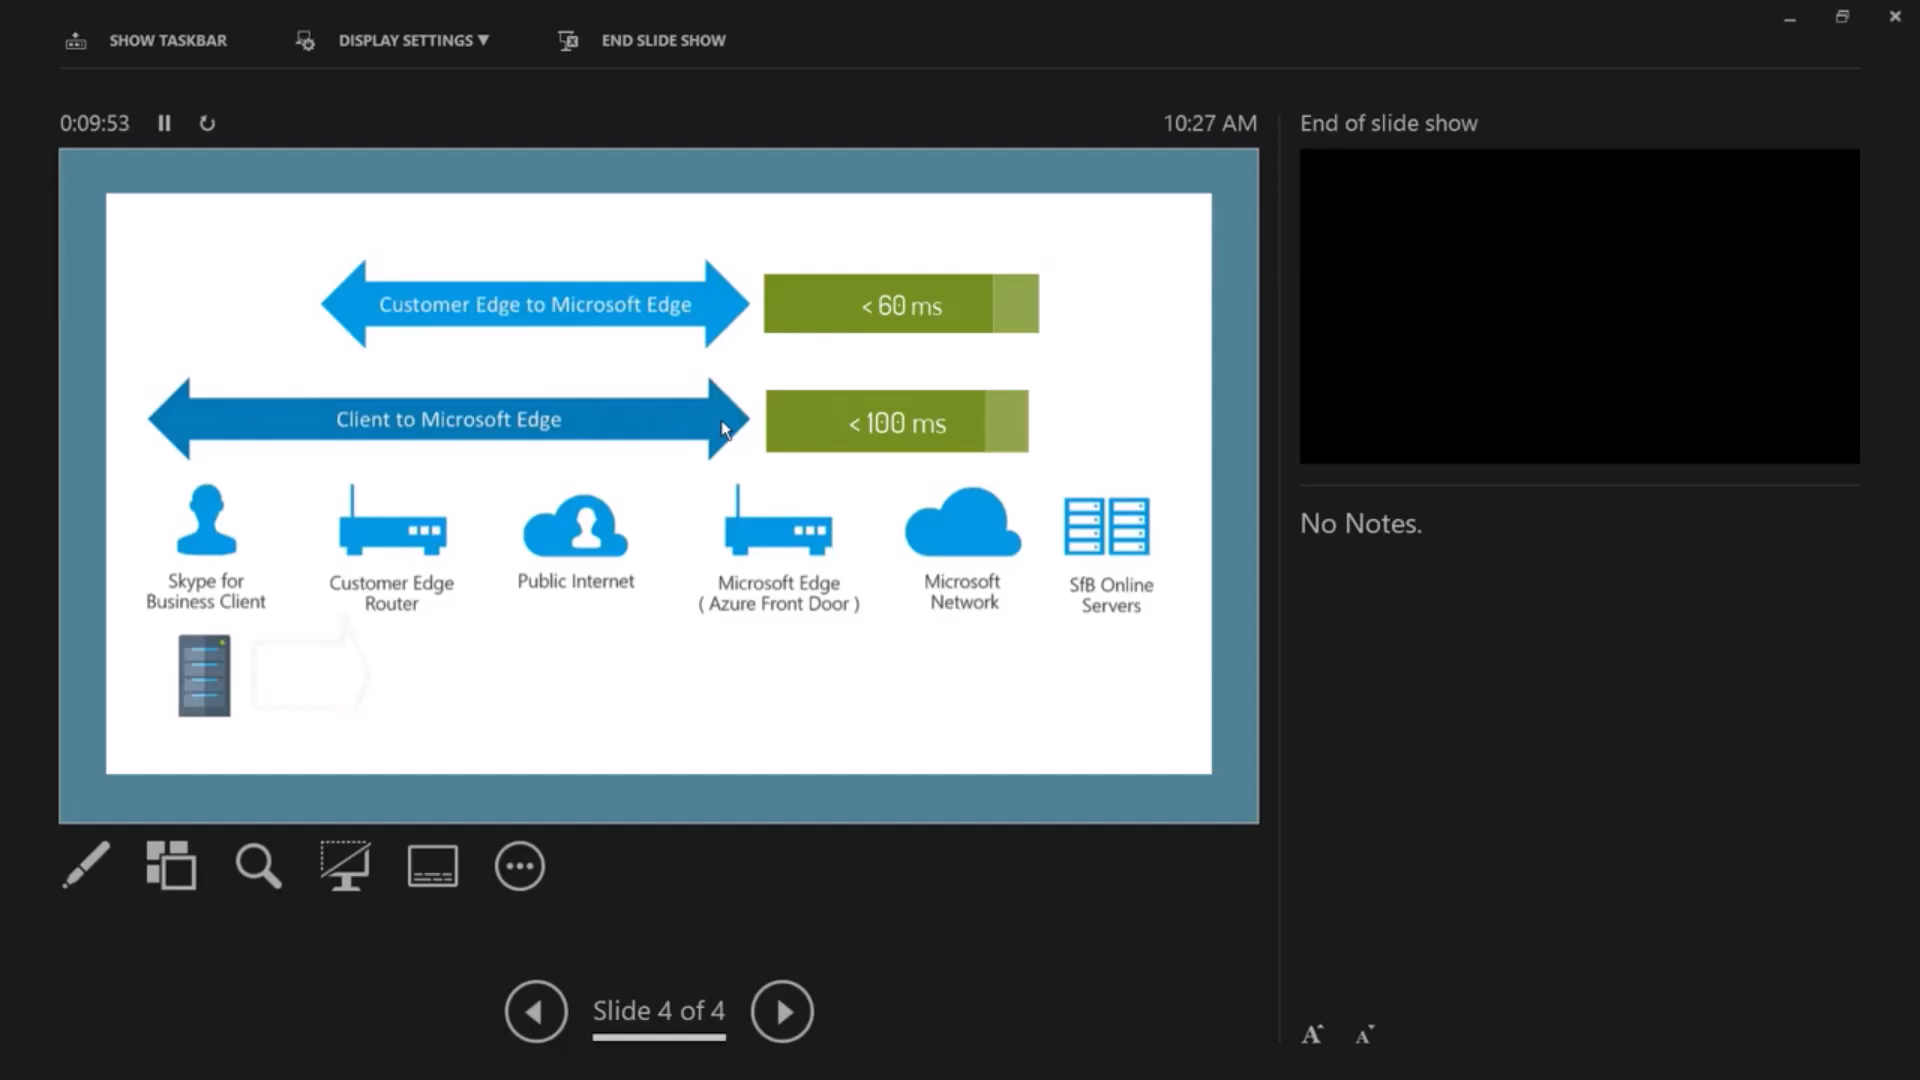 SHOW TASKBAR
DISPLAY SETTINGS ▼
END SLIDE SHOW
0:09:53
10:27 AM
End of slide show
Customer Edge to Microsoft Edge
< 60 ms
Client to Microsoft Edge
< 100 ms
Skype for
Business Client
Customer Edge
Router
Public Internet
Microsoft Edge
( Azure Front Door )
Microsoft
Network
SfB Online
Servers
No Notes.
Slide 4 of 4
A A